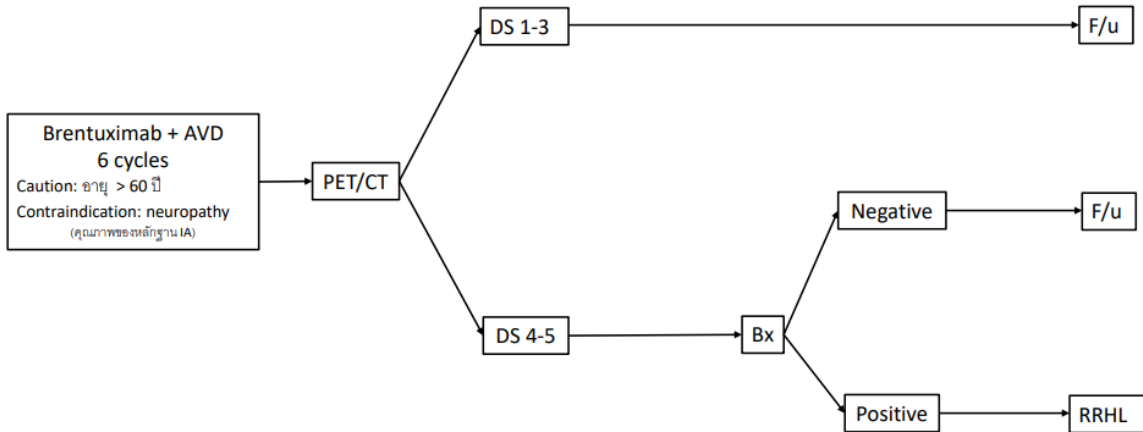 Brentuximab + AVD
6 cycles
Caution: อายุ > 60 ปี
Contraindication: neuropathy
(คุณภาพของหลักฐาน IA)
PET/CT
DS 1-3
F/u
DS 4-5
Bx
Negative
F/u
Positive
RRHL